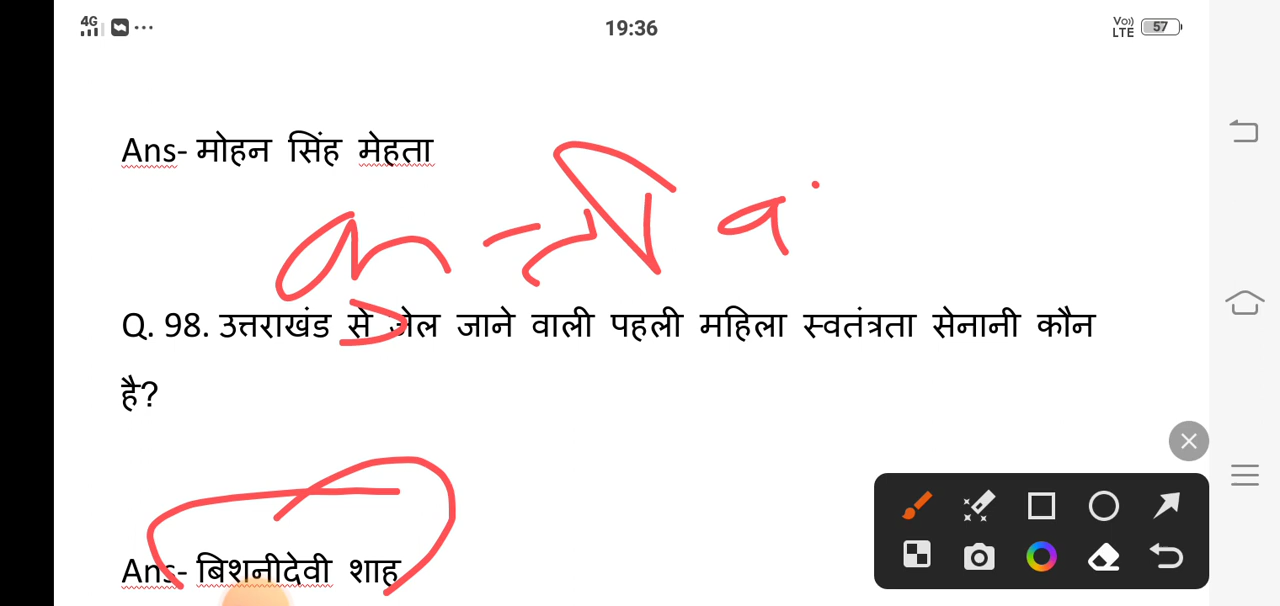 4G ... 19:36 Vo)) LTE 57
Ans- मोहन सिंह मेहता
Q. 98. उत्तराखंड से जेल जाने वाली पहली महिला स्वतंत्रता सेनानी कौन
है?
Ans- बिशनीदेवी शाह